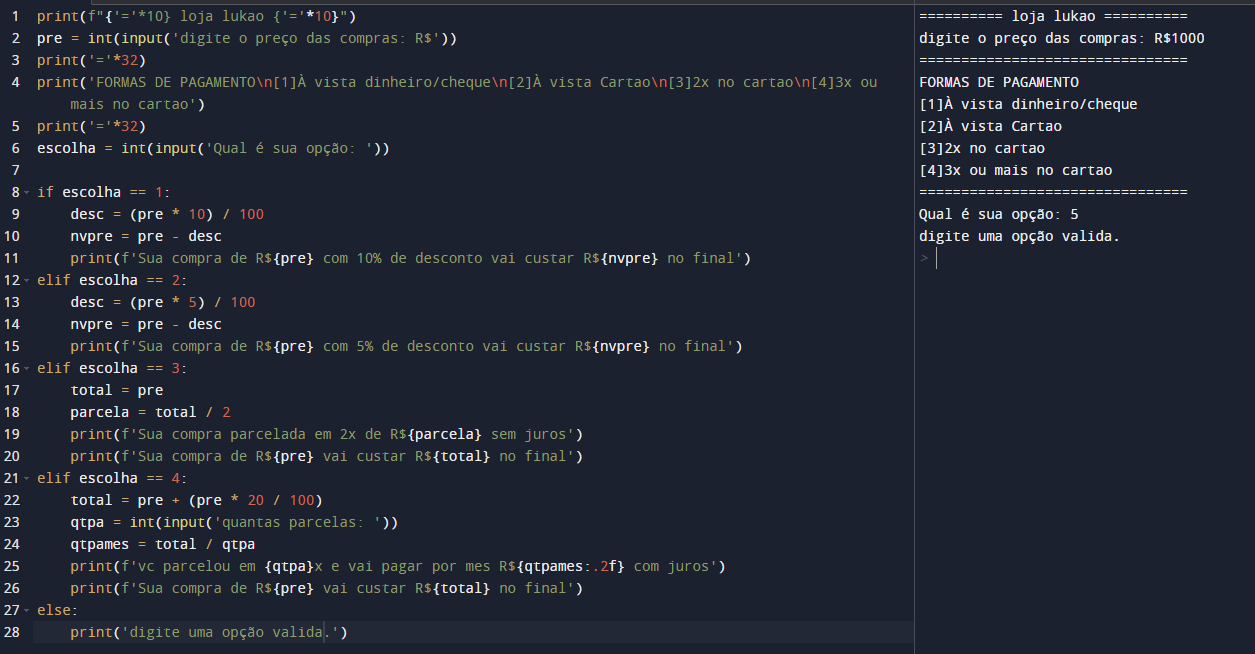 1 print(f"{'='*10} loja lukao {'='*10}")
2 pre = int(input('digite o preço das compras: R$'))
3 print('='*32)
4 print('FORMAS DE PAGAMENTO\n[1]À vista dinheiro/cheque\n[2]À vista Cartao\n[3]2x no cartao\n[4]3x ou
mais no cartao')
5 print('='*32)
6 escolha = int(input('Qual é sua opção: '))
7
8 if escolha == 1:
9 desc = (pre * 10) / 100
10 nvpre = pre - desc
11 print(f'Sua compra de R${pre} com 10% de desconto vai custar R${nvpre} no final')
12 elif escolha == 2:
13 desc = (pre * 5) / 100
14 nvpre = pre - desc
15 print(f'Sua compra de R${pre} com 5% de desconto vai custar R${nvpre} no final')
16 elif escolha == 3:
17 total = pre
18 parcela = total / 2
19 print(f'Sua compra parcelada em 2x de R${parcela} sem juros')
20 print(f'Sua compra de R${pre} vai custar R${total} no final')
21 elif escolha == 4:
22 total = pre + (pre * 20 / 100)
23 qtpa = int(input('quantas parcelas: '))
24 qtpames = total / qtpa
25 print(f'vc parcelou em {qtpa}x e vai pagar por mes R${qtpames:.2f} com juros')
26 print(f'Sua compra de R${pre} vai custar R${total} no final')
27 else:
28 print('digite uma opção valida.')
========== loja lukao ==========
digite o preço das compras: R$1000
================================
FORMAS DE PAGAMENTO
[1]À vista dinheiro/cheque
[2]À vista Cartao
[3]2x no cartao
[4]3x ou mais no cartao
================================
Qual é sua opção: 5
digite uma opção valida.
>